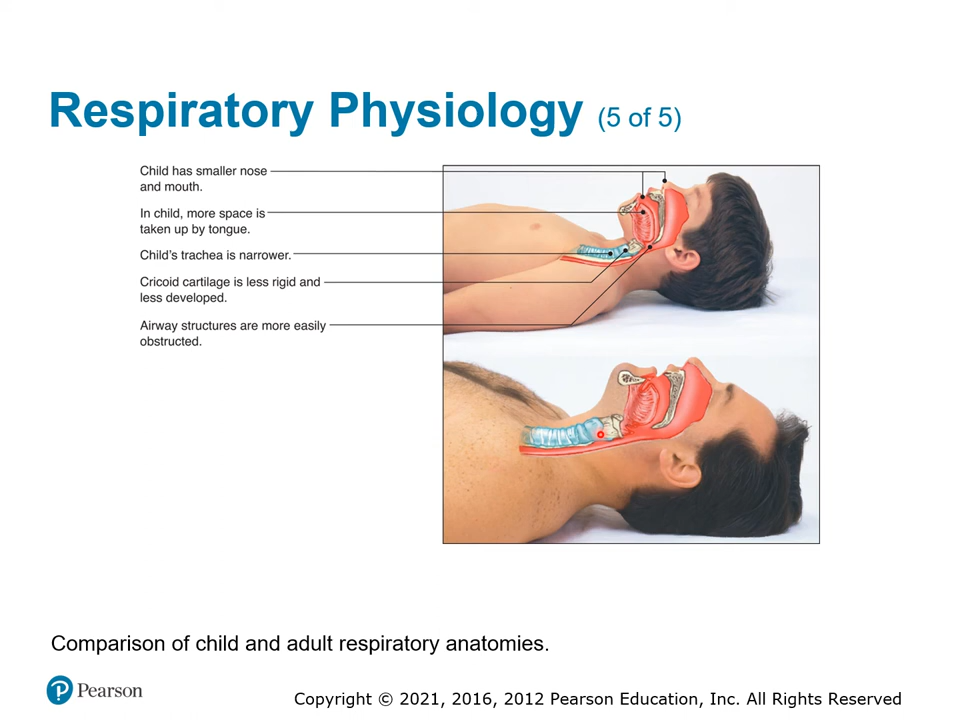 Respiratory Physiology (5 of 5)
Child has smaller nose
and mouth.
In child, more space is
taken up by tongue.
Child's trachea is narrower.
Cricoid cartilage is less rigid and
less developed.
Airway structures are more easily
obstructed.
Comparison of child and adult respiratory anatomies.
Pearson
Copyright © 2021, 2016, 2012 Pearson Education, Inc. All Rights Reserved